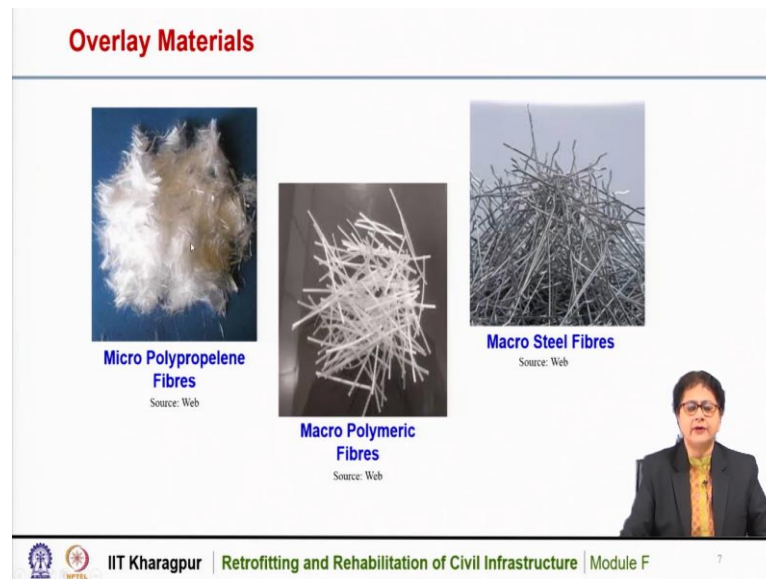 Overlay Materials
Micro Polypropelene
Fibres
Source: Web
Macro Polymeric
Fibres
Source: Web
Macro Steel Fibres
Source: Web
NPTEL
IIT Kharagpur | Retrofitting and Rehabilitation of Civil Infrastructure | Module F
7